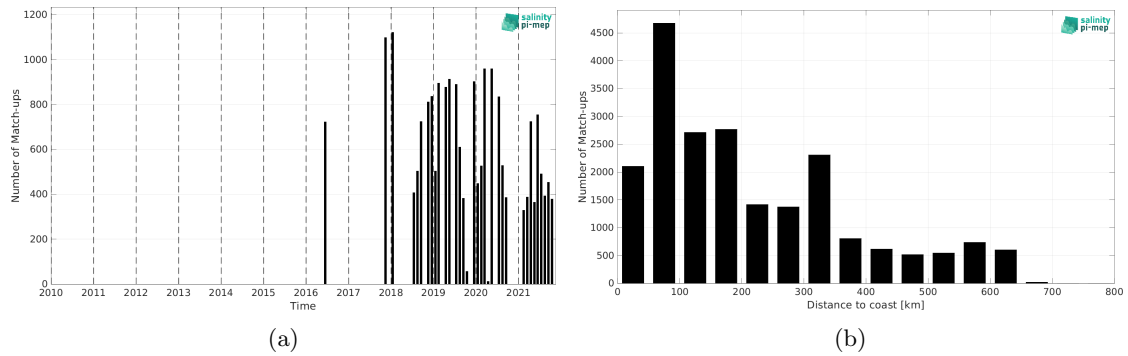 1200
1000
800
600
400
200
0
Number of Match-ups
2010 2011 2012 2013 2014 2015 2016 2017 2018 2019 2020 2021
Time
salinity
pi-mep
(a)
4500
4000
3500
3000
2500
2000
1500
1000
500
0
Number of Match-ups
0 100 200 300 400 500 600 700 800
Distance to coast [km]
salinity
pi-mep
(b)